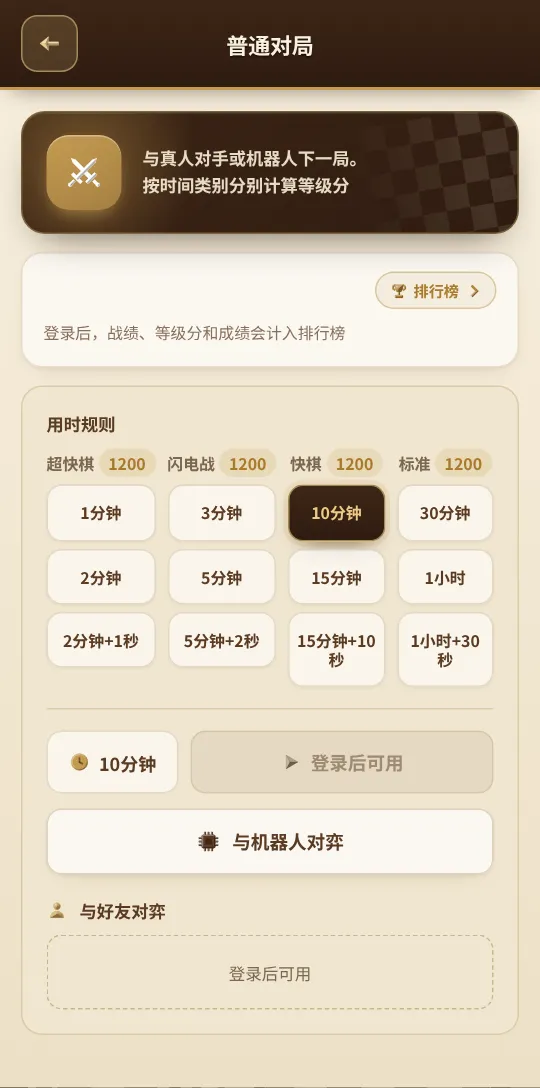 普通对局
与真人对手或机器人下一局。
按时间类别分别计算等级分
排行榜
登录后，战绩、等级分和成绩会计入排行榜
用时规则
超快棋 1200 闪电战 1200 快棋 1200 标准 1200
1分钟 3分钟 10分钟 30分钟
2分钟 5分钟 15分钟 1小时
2分钟+1秒 5分钟+2秒 15分钟+10秒 1小时+30秒
10分钟 登录后可用
与机器人对弈
与好友对弈
登录后可用